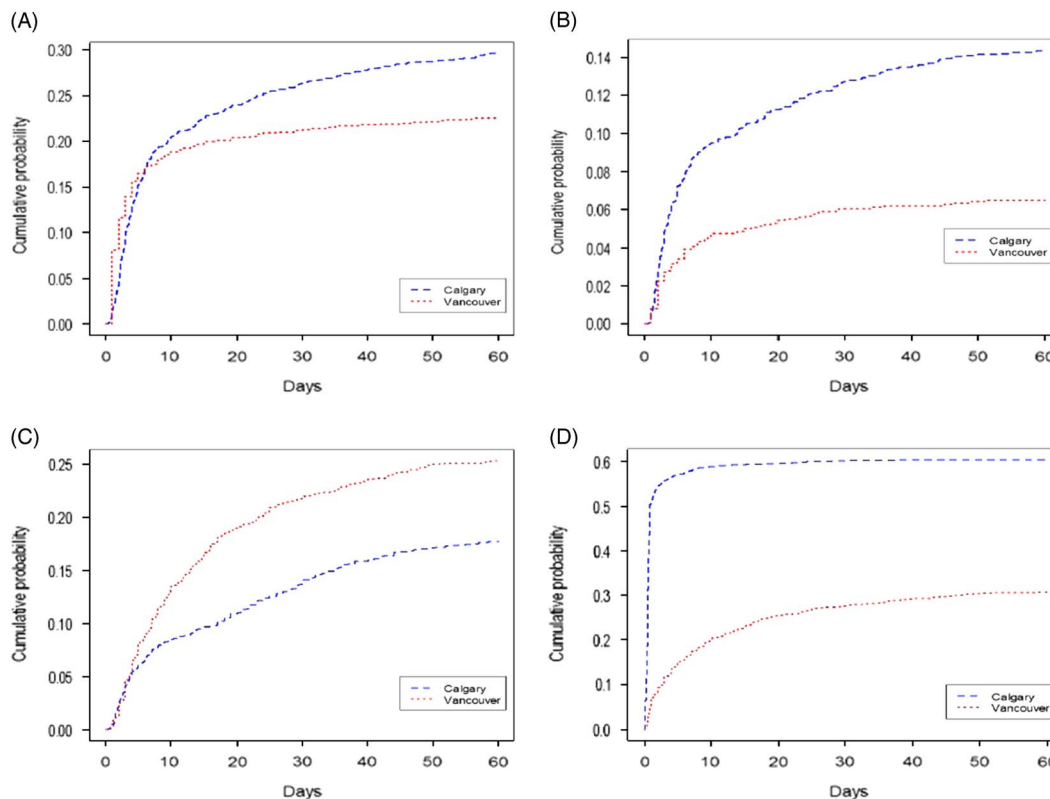 (A)
Cumulative probability
0.30
0.25
0.20
0.15
0.10
0.05
0.00
Calgary
Vancouver
0 10 20 30 40 50 60
Days
(B)
Cumulative probability
0.14
0.12
0.10
0.08
0.06
0.04
0.02
0.00
Calgary
Vancouver
0 10 20 30 40 50 60
Days
(C)
Cumulative probability
0.25
0.20
0.15
0.10
0.05
0.00
Calgary
Vancouver
0 10 20 30 40 50 60
Days
(D)
Cumulative probability
0.6
0.5
0.4
0.3
0.2
0.1
0.0
Calgary
Vancouver
0 10 20 30 40 50 60
Days